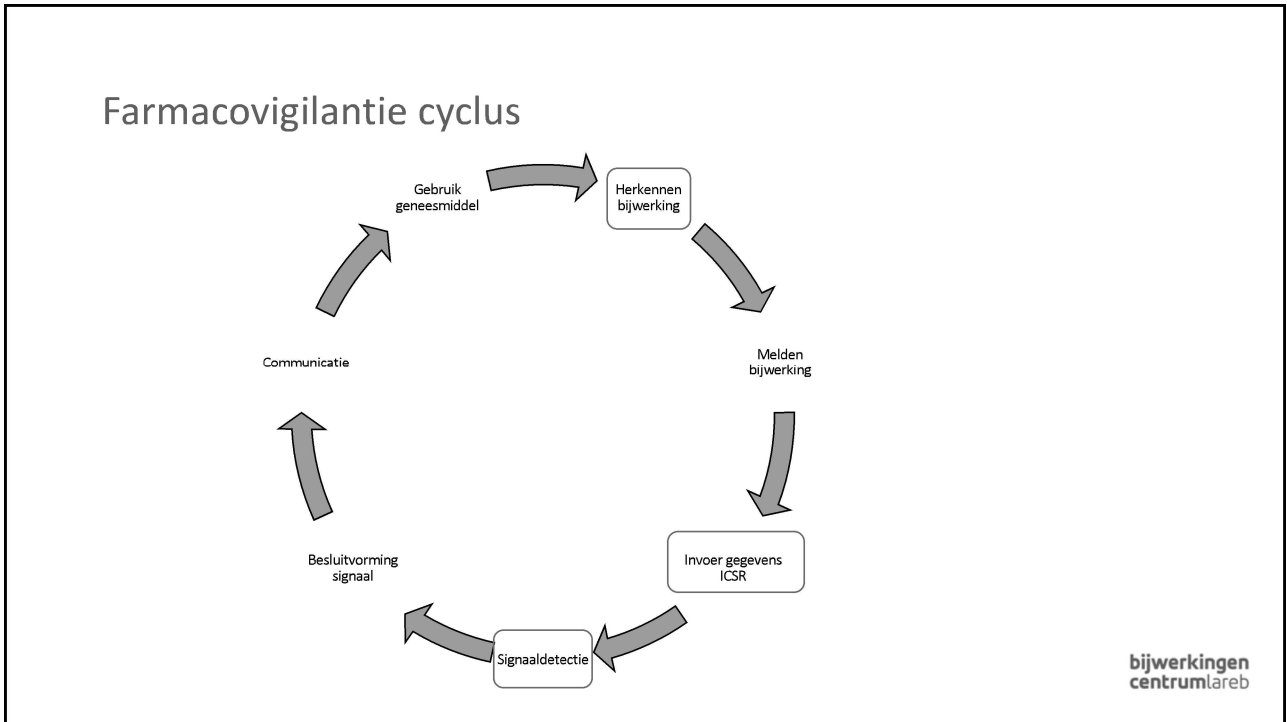 Farmacovigilantie cyclus
Gebruik
geneesmiddel
Herkennen
bijwerking
Melden
bijwerking
Invoer gegevens
ICSR
Signaaldetectie
Besluitvorming
signaal
Communicatie
bijwerkingen
centrumlareb